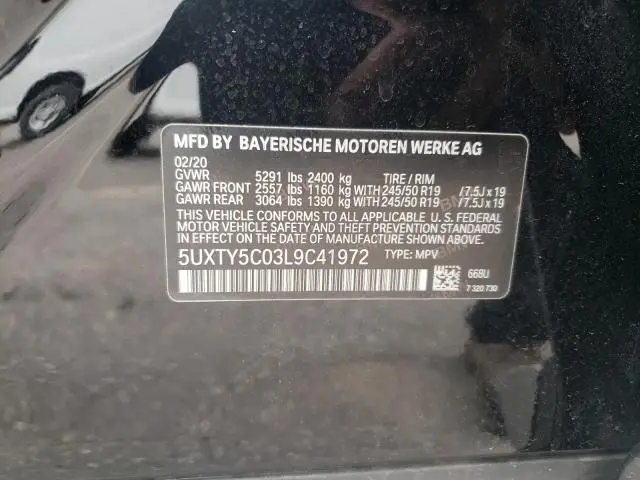 MFD BY BAYERISCHE MOTOREN WERKE AG
02/20
GVWR 5291 lbs 2400 kg TIRE / RIM
GAWR FRONT 2557 lbs 1160 kg WITH 245/50 R19 /7.5J x 19
GAWR REAR 3064 lbs 1390 kg WITH 245/50 R19 /7.5J x 19
THIS VEHICLE CONFORMS TO ALL APPLICABLE U. S. FEDERAL
MOTOR VEHICLE SAFETY AND THEFT PREVENTION STANDARDS
IN EFFECT ON THE DATE OF MANUFACTURE SHOWN ABOVE.
5UXTY5C03L9C41972 TYPE: MPV
668U
7 320 730